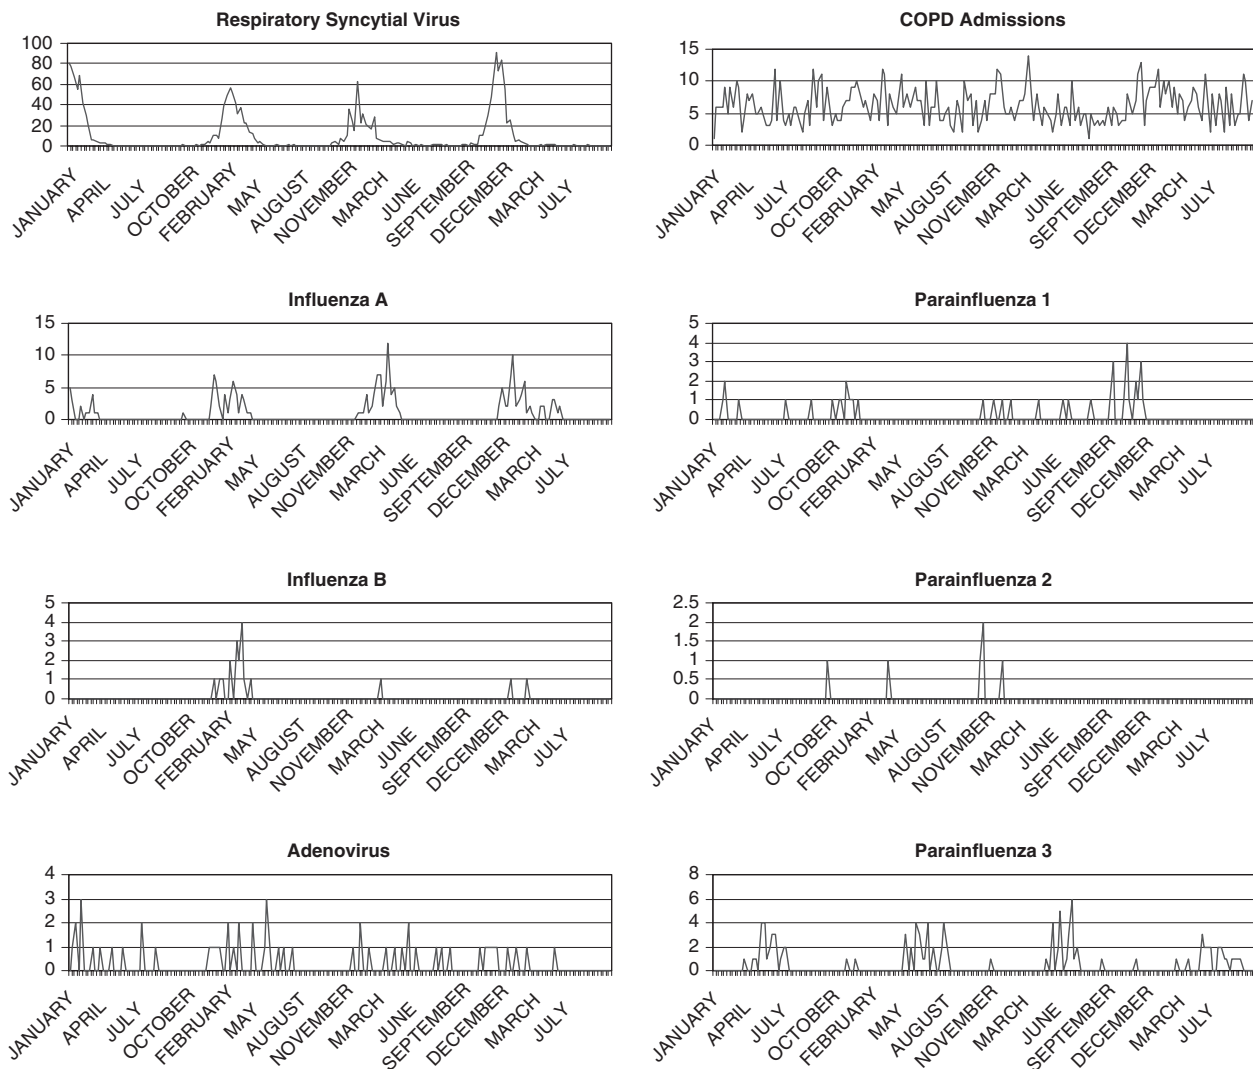 Respiratory Syncytial Virus
100
80
60
40
20
0
JANUARY
APRIL
JULY
OCTOBER
FEBRUARY
MAY
AUGUST
NOVEMBER
MARCH
JUNE
SEPTEMBER
DECEMBER
MARCH
JULY
COPD Admissions
15
10
5
0
JANUARY
APRIL
JULY
OCTOBER
FEBRUARY
MAY
AUGUST
NOVEMBER
MARCH
JUNE
SEPTEMBER
DECEMBER
MARCH
JULY
Influenza A
15
10
5
0
JANUARY
APRIL
JULY
OCTOBER
FEBRUARY
MAY
AUGUST
NOVEMBER
MARCH
JUNE
SEPTEMBER
DECEMBER
MARCH
JULY
Parainfluenza 1
5
4
3
2
1
0
JANUARY
APRIL
JULY
OCTOBER
FEBRUARY
MAY
AUGUST
NOVEMBER
MARCH
JUNE
SEPTEMBER
DECEMBER
MARCH
JULY
Influenza B
5
4
3
2
1
0
JANUARY
APRIL
JULY
OCTOBER
FEBRUARY
MAY
AUGUST
NOVEMBER
MARCH
JUNE
SEPTEMBER
DECEMBER
MARCH
JULY
Parainfluenza 2
2.5
2
1.5
1
0.5
0
JANUARY
APRIL
JULY
OCTOBER
FEBRUARY
MAY
AUGUST
NOVEMBER
MARCH
JUNE
SEPTEMBER
DECEMBER
MARCH
JULY
Adenovirus
4
3
2
1
0
JANUARY
APRIL
JULY
OCTOBER
FEBRUARY
MAY
AUGUST
NOVEMBER
MARCH
JUNE
SEPTEMBER
DECEMBER
MARCH
JULY
Parainfluenza 3
8
6
4
2
0
JANUARY
APRIL
JULY
OCTOBER
FEBRUARY
MAY
AUGUST
NOVEMBER
MARCH
JUNE
SEPTEMBER
DECEMBER
MARCH
JULY